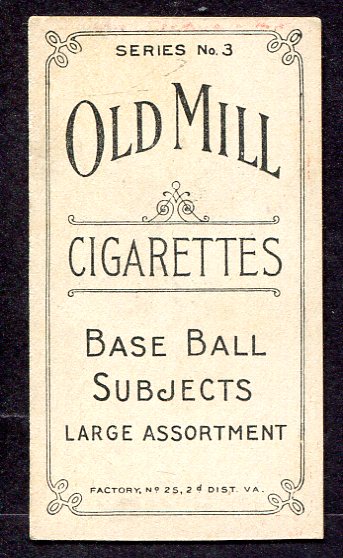 SERIES No. 3
OLD MILL
CIGARETTES
BASE BALL
SUBJECTS
LARGE ASSORTMENT
FACTORY, Nº 25, 2d DIST. VA.